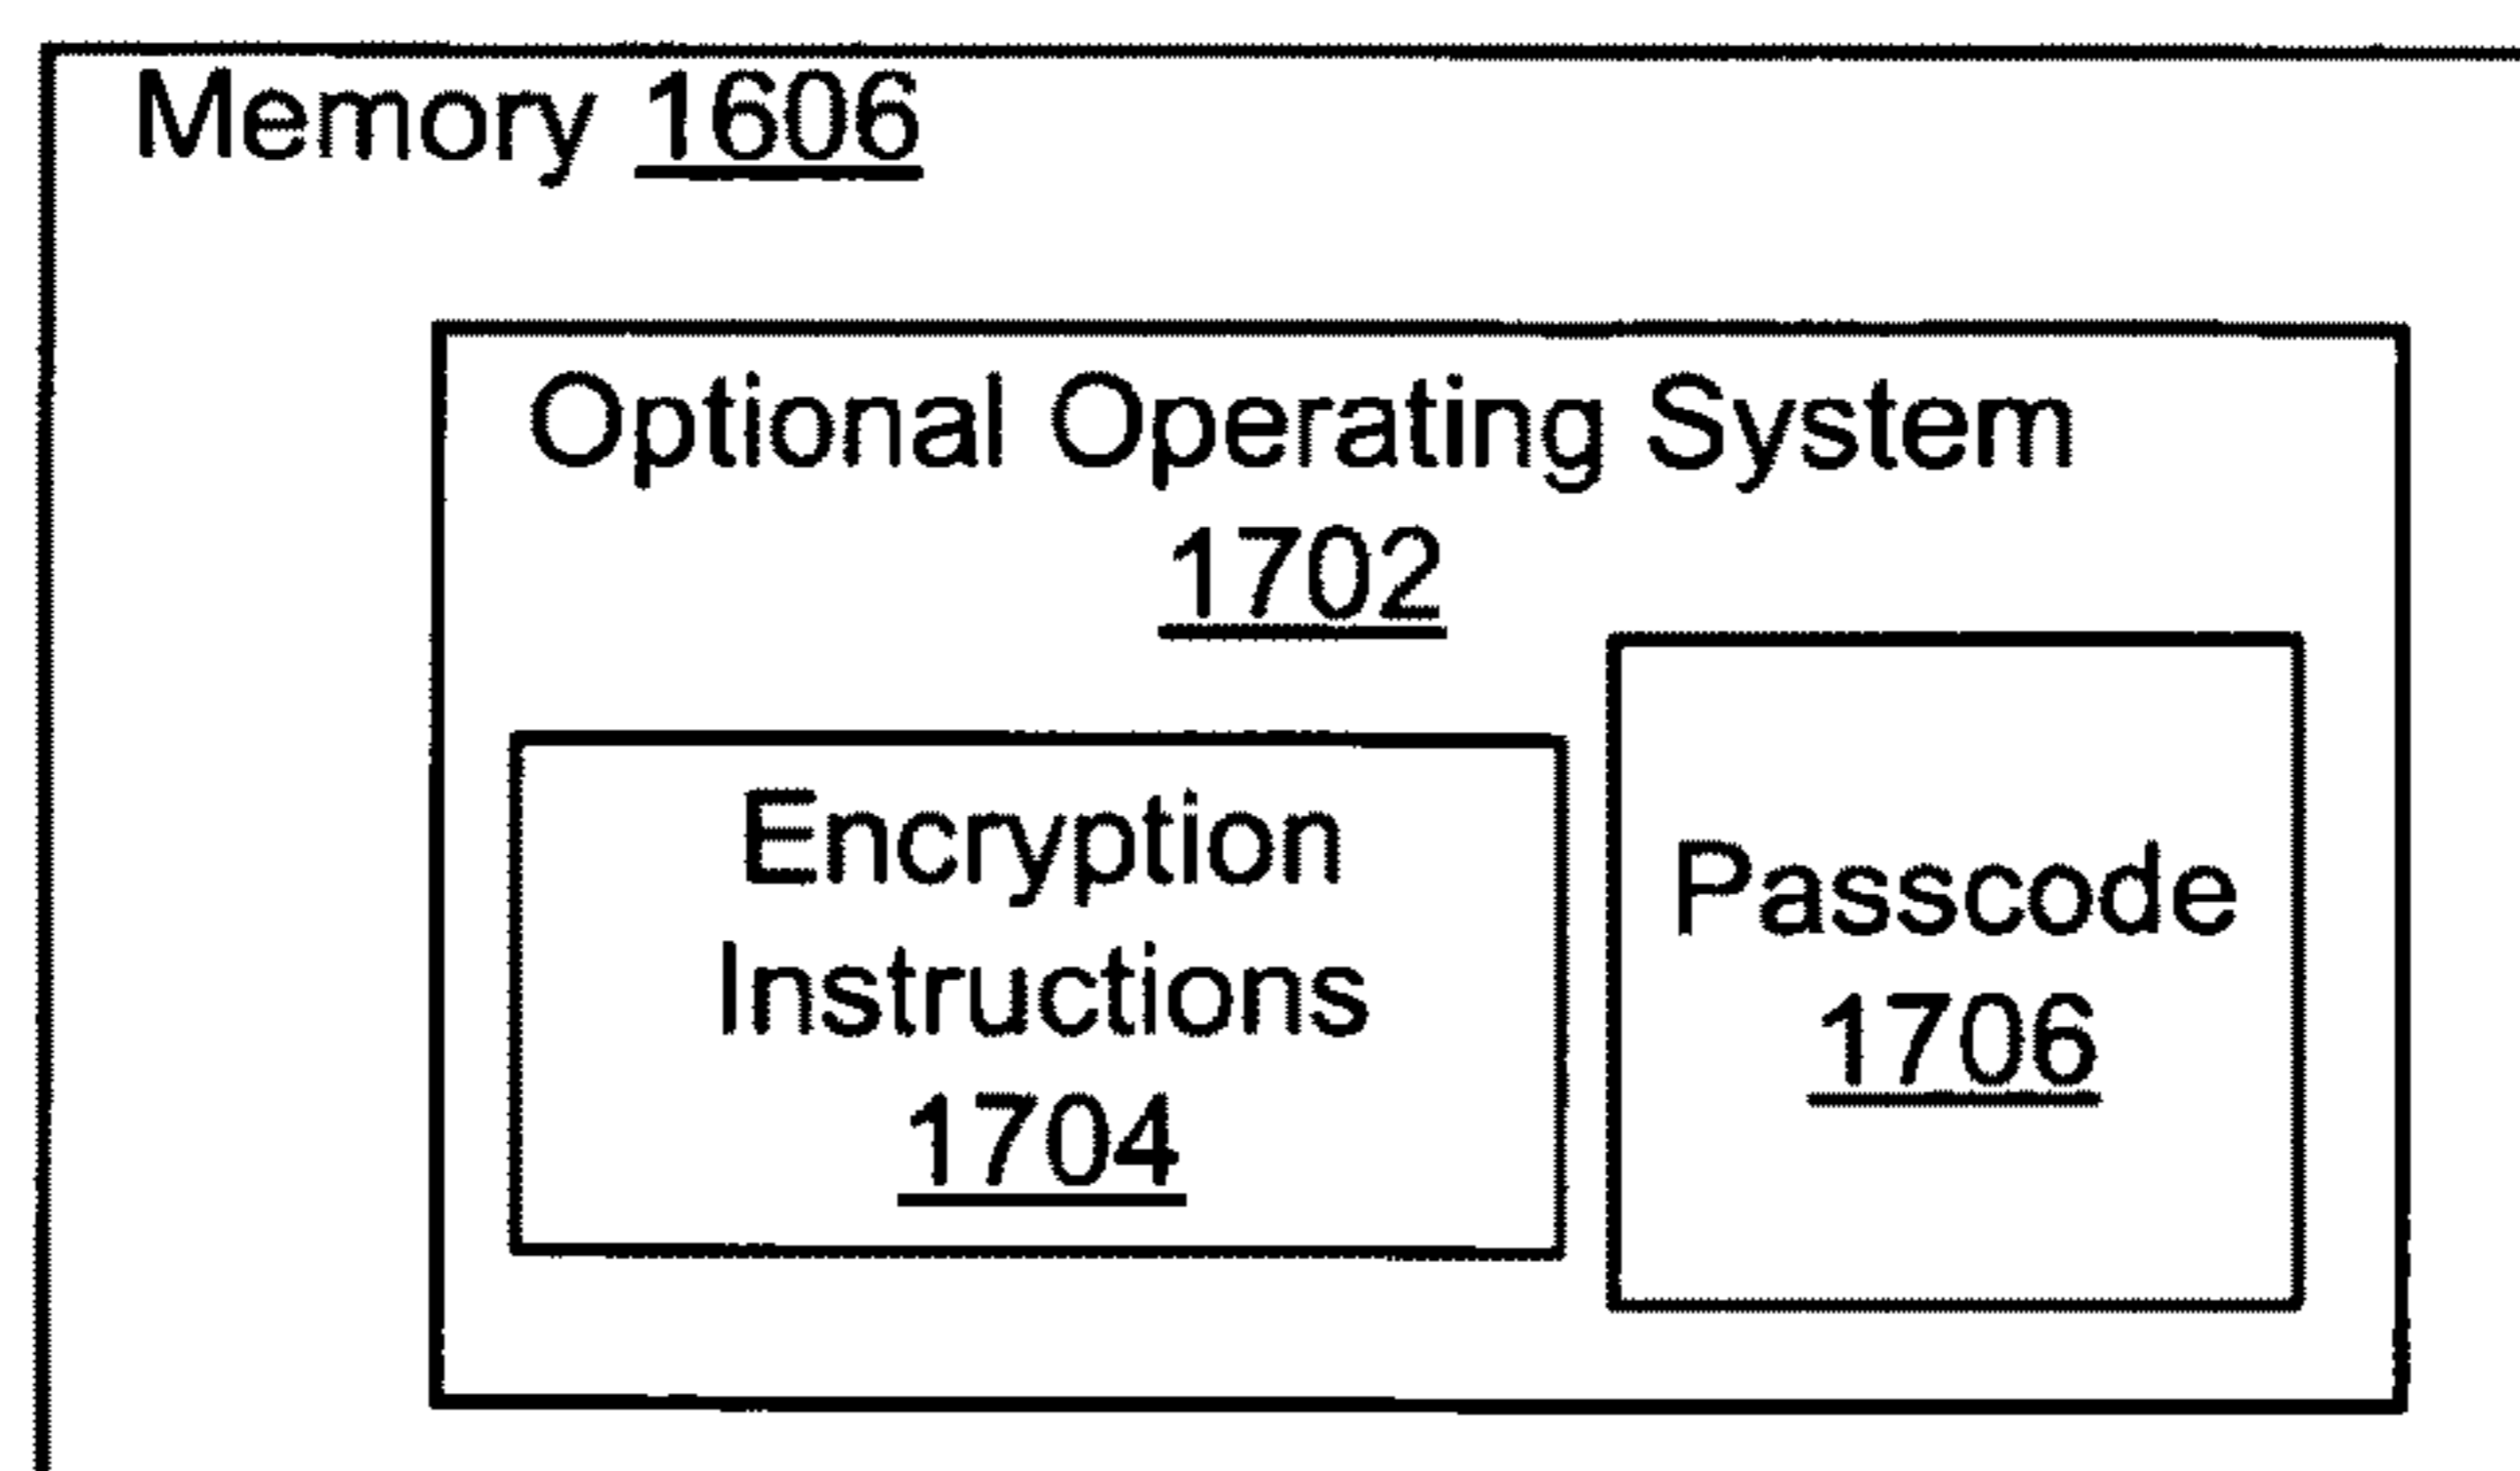 Memory 1606
Optional Operating System
1702
Encryption
Instructions
1704
Passcode
1706